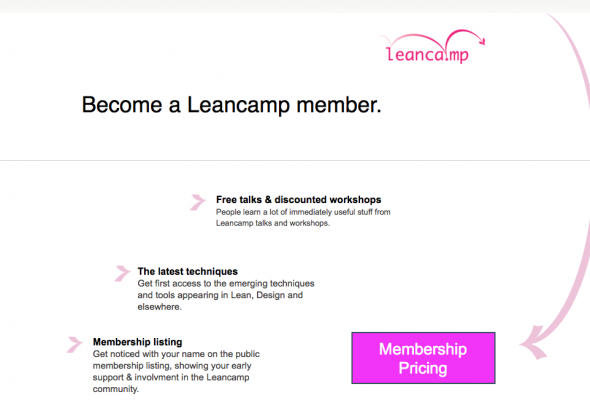 leanca.mp
Become a Leancamp member.
Free talks & discounted workshops
People learn a lot of immediately useful stuff from
Leancamp talks and workshops.
The latest techniques
Get first access to the emerging techniques
and tools appearing in Lean, Design and
elsewhere.
Membership listing
Get noticed with your name on the public
membership listing, showing your early
support & involvment in the Leancamp
community.
Membership
Pricing